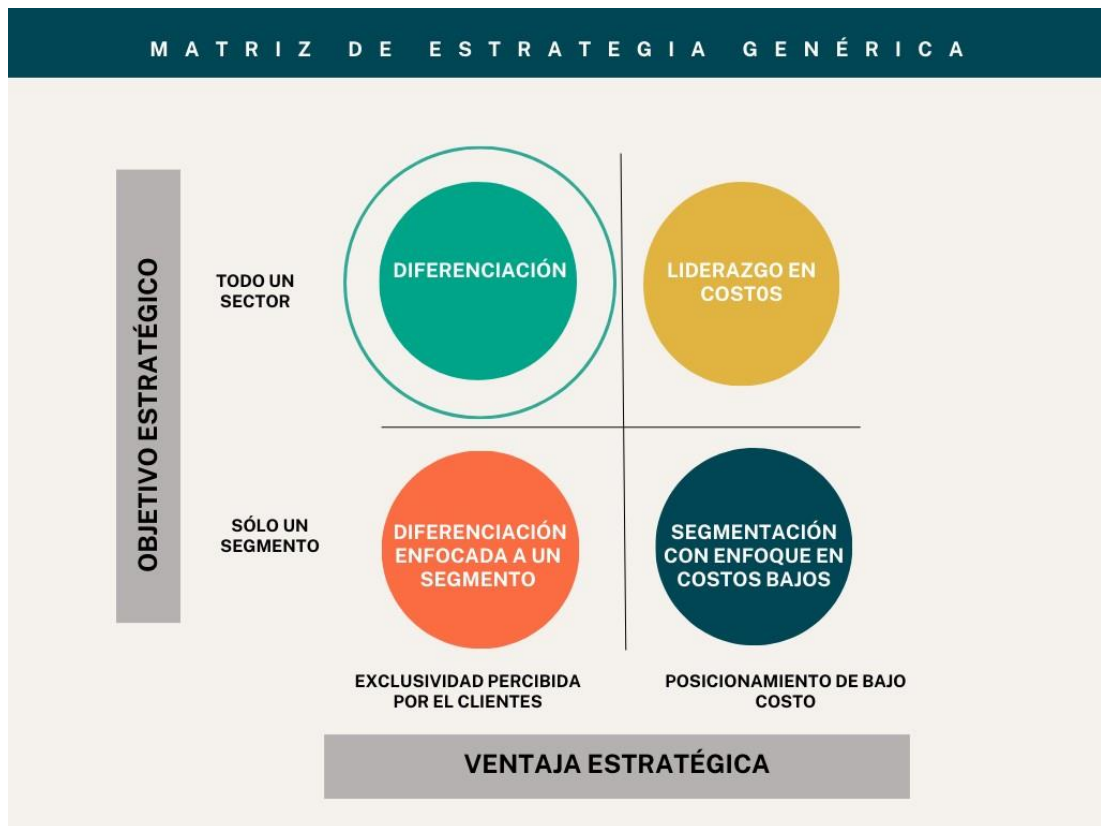 MATRIZ DE ESTRATEGIA GENÉRICA
OBJETIVO ESTRATÉGICO
TODO UN
SECTOR
DIFERENCIACIÓN
LIDERAZGO EN
COST0S
SÓLO UN
SEGMENTO
DIFERENCIACIÓN
ENFOCADA A UN
SEGMENTO
SEGMENTACIÓN
CON ENFOQUE EN
COSTOS BAJOS
EXCLUSIVIDAD PERCIBIDA
POR EL CLIENTES
POSICIONAMIENTO DE BAJO
COSTO
VENTAJA ESTRATÉGICA